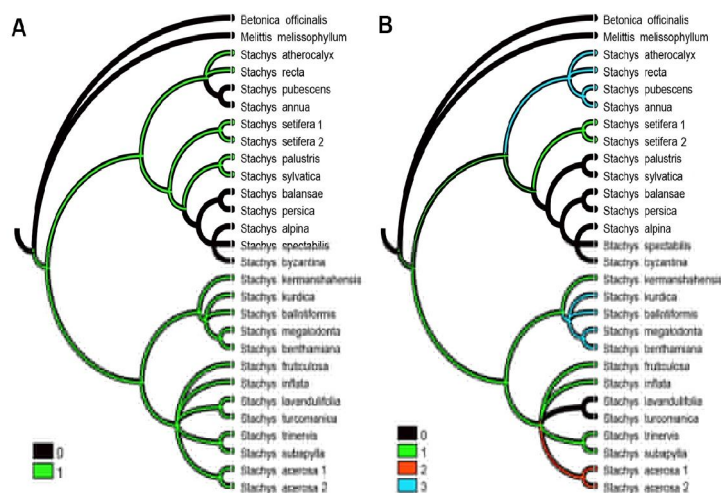 A
Betonica officinalis
Melittis melissophyllum
Stachys atherocalyx
Stachys recta
Stachys pubescens
Stachys annua
Stachys setifera 1
Stachys setifera 2
Stachys palustris
Stachys sylvatica
Stachys balansae
Stachys persica
Stachys alpina
Stachys spectabilis
Stachys byzantina
Stachys kermanshahensis
Stachys kurdica
Stachys ballotiformis
Stachys megalodonta
Stachys benthamiana
Stachys fruticulosa
Stachys inflata
Stachys lavandulifolia
Stachys turcomanica
Stachys trinervis
Stachys subaphylla
Stachys acerosa 1
Stachys acerosa 2
0
1
B
Betonica officinalis
Melittis melissophyllum
Stachys atherocalyx
Stachys recta
Stachys pubescens
Stachys annua
Stachys setifera 1
Stachys setifera 2
Stachys palustris
Stachys sylvatica
Stachys balansae
Stachys persica
Stachys alpina
Stachys spectabilis
Stachys byzantina
Stachys kermanshahensis
Stachys kurdica
Stachys ballotiformis
Stachys megalodonta
Stachys benthamiana
Stachys fruticulosa
Stachys inflata
Stachys lavandulifolia
Stachys turcomanica
Stachys trinervis
Stachys subaphylla
Stachys acerosa 1
Stachys acerosa 2
0
1
2
3